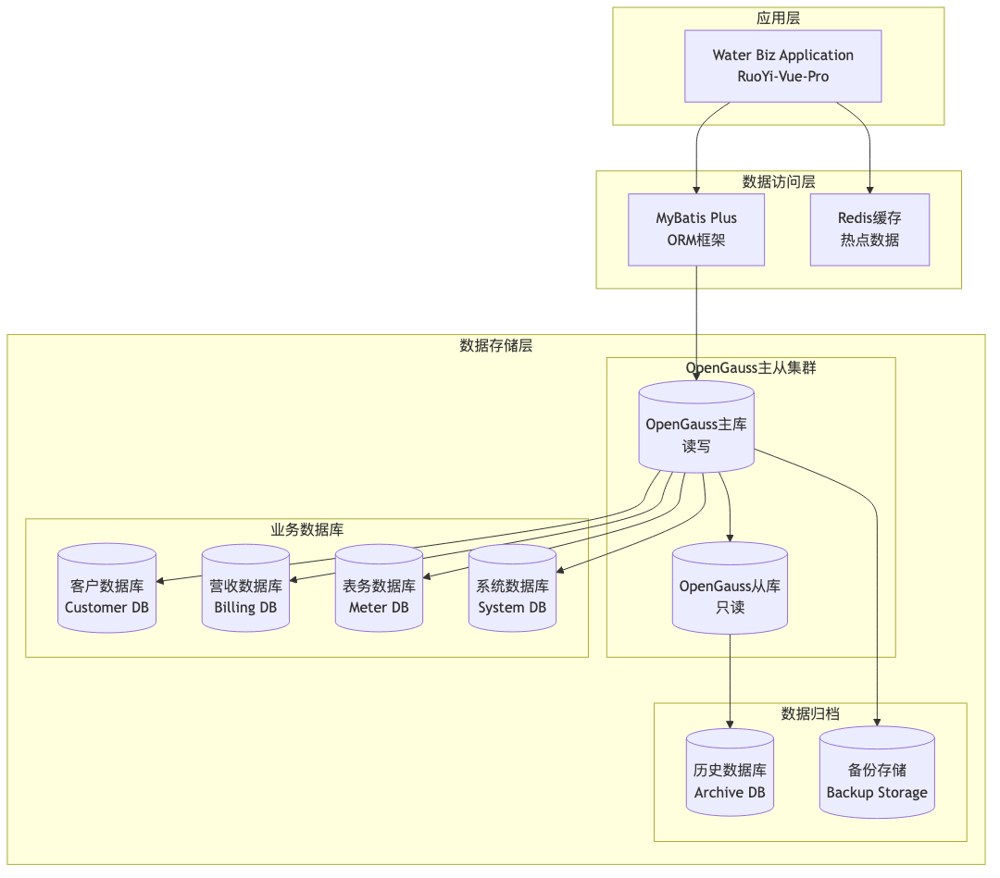 应用层
Water Biz Application
RuoYi-Vue-Pro
数据访问层
MyBatis Plus
ORM框架
Redis缓存
热点数据
数据存储层
OpenGauss主从集群
OpenGauss主库
读写
业务数据库
客户数据库
Customer DB
营收数据库
Billing DB
表务数据库
Meter DB
系统数据库
System DB
OpenGauss从库
只读
数据归档
历史数据库
Archive DB
备份存储
Backup Storage